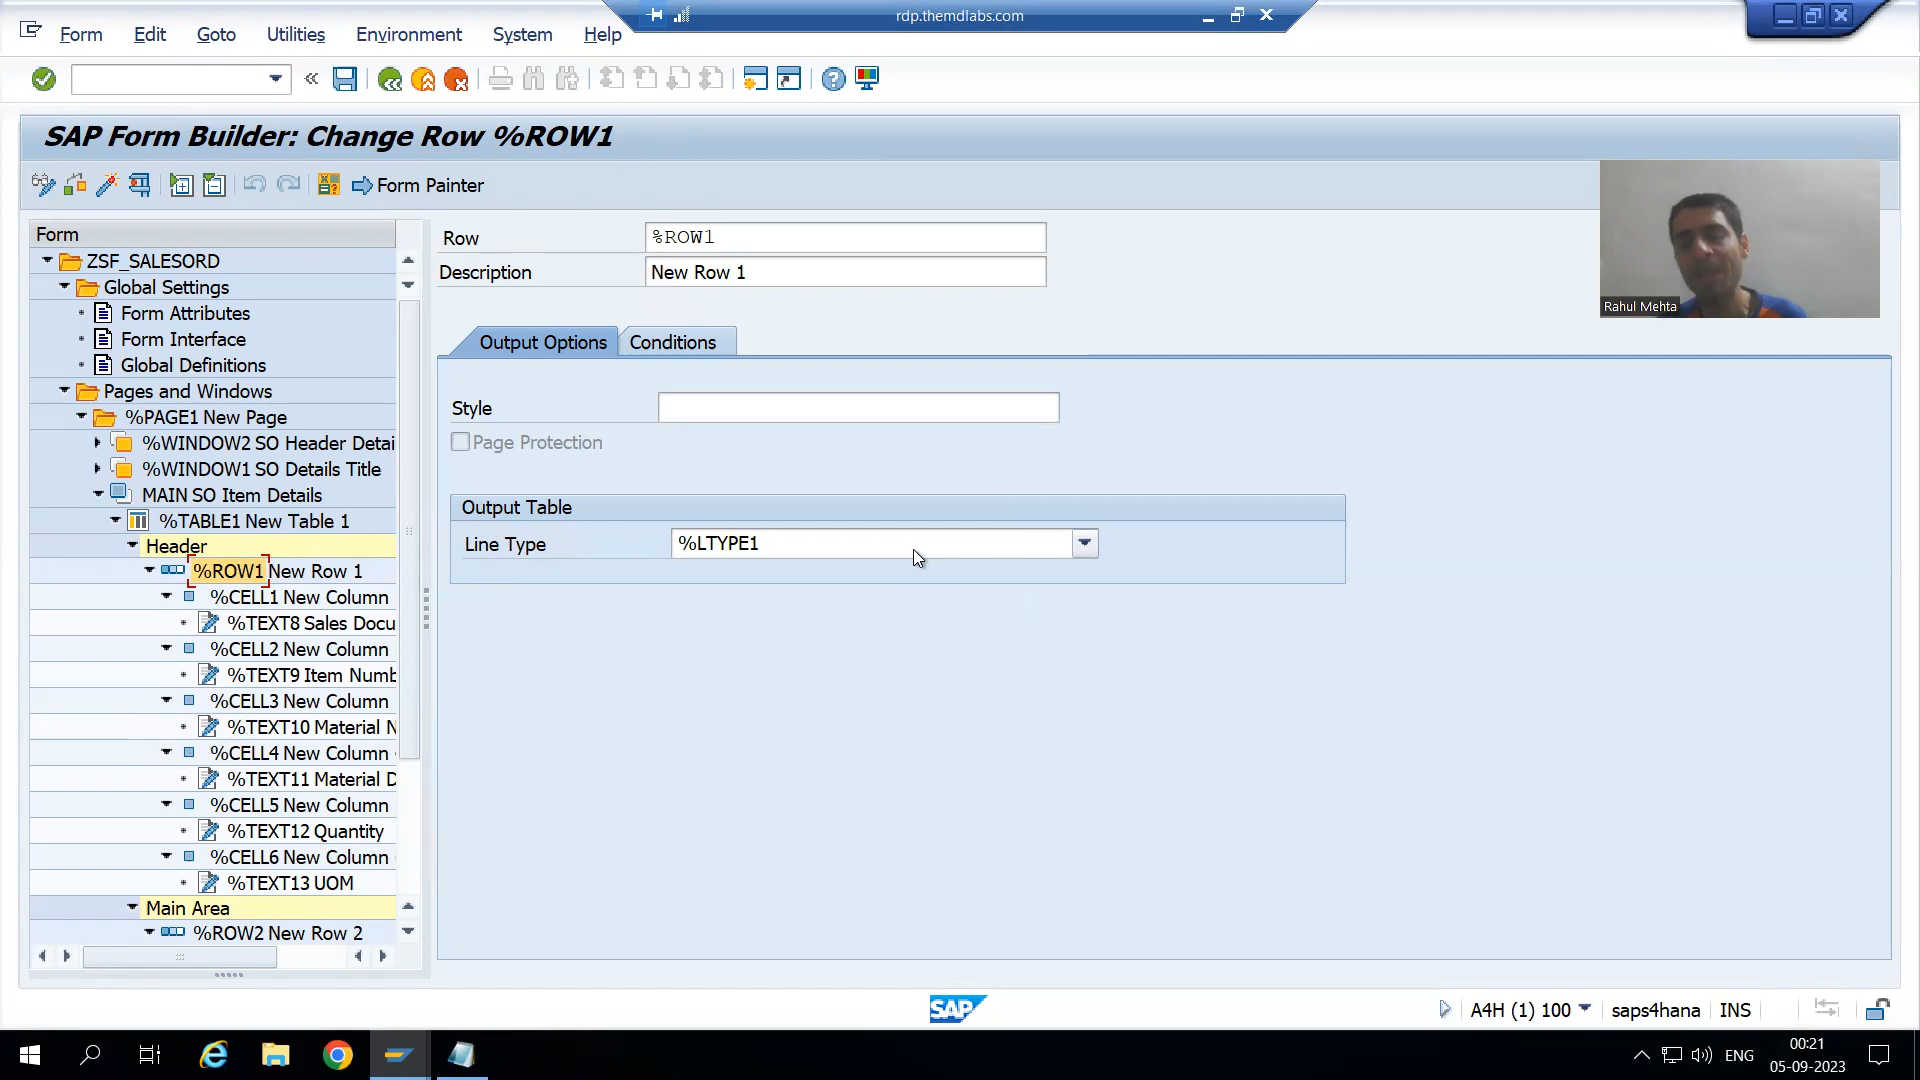 rdp.themdlabs.com
Form Edit Goto Utilities Environment System Help
SAP Form Builder: Change Row %ROW1
Form Painter
Form
ZSF_SALESORD
Global Settings
Form Attributes
Form Interface
Global Definitions
Pages and Windows
%PAGE1 New Page
%WINDOW2 SO Header Detai
%WINDOW1 SO Details Title
MAIN SO Item Details
%TABLE1 New Table 1
Header
%ROW1 New Row 1
%CELL1 New Column
%TEXT8 Sales Docu
%CELL2 New Column
%TEXT9 Item Numb
%CELL3 New Column
%TEXT10 Material N
%CELL4 New Column
%TEXT11 Material D
%CELL5 New Column
%TEXT12 Quantity
%CELL6 New Column
%TEXT13 UOM
Main Area
%ROW2 New Row 2
Row %ROW1
Description New Row 1
Output Options Conditions
Style
Page Protection
Output Table
Line Type %LTYPE1
Rahul Mehta
SAP
A4H (1) 100 saps4hana INS
ENG
00:21
05-09-2023